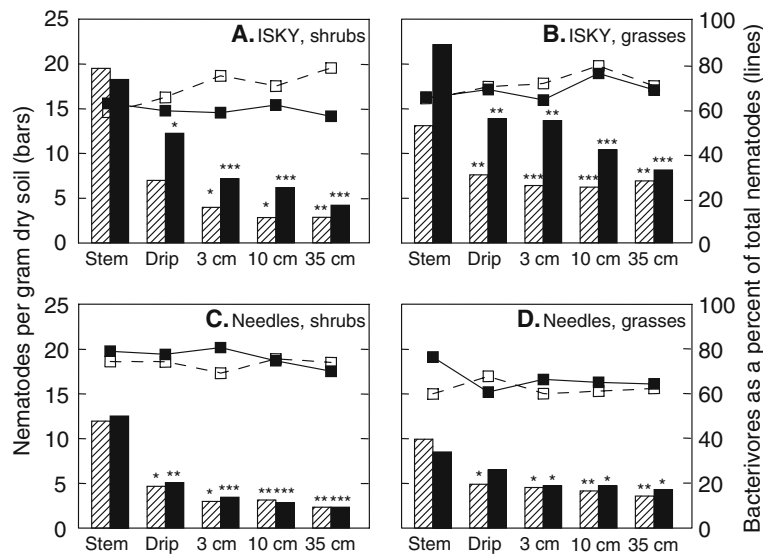 Nematodes per gram dry soil (bars)
Bacterivores as a percent of total nematodes (lines)
A. ISKY, shrubs
25
20
15
10
5
0
* * *** * *** ** ***
Stem Drip 3 cm 10 cm 35 cm
B. ISKY, grasses
100
80
60
40
20
0
** ** *** ** *** *** ** ***
Stem Drip 3 cm 10 cm 35 cm
C. Needles, shrubs
25
20
15
10
5
0
* ** * *** ** *** ** ***
Stem Drip 3 cm 10 cm 35 cm
D. Needles, grasses
100
80
60
40
20
0
* * * ** * ** *
Stem Drip 3 cm 10 cm 35 cm